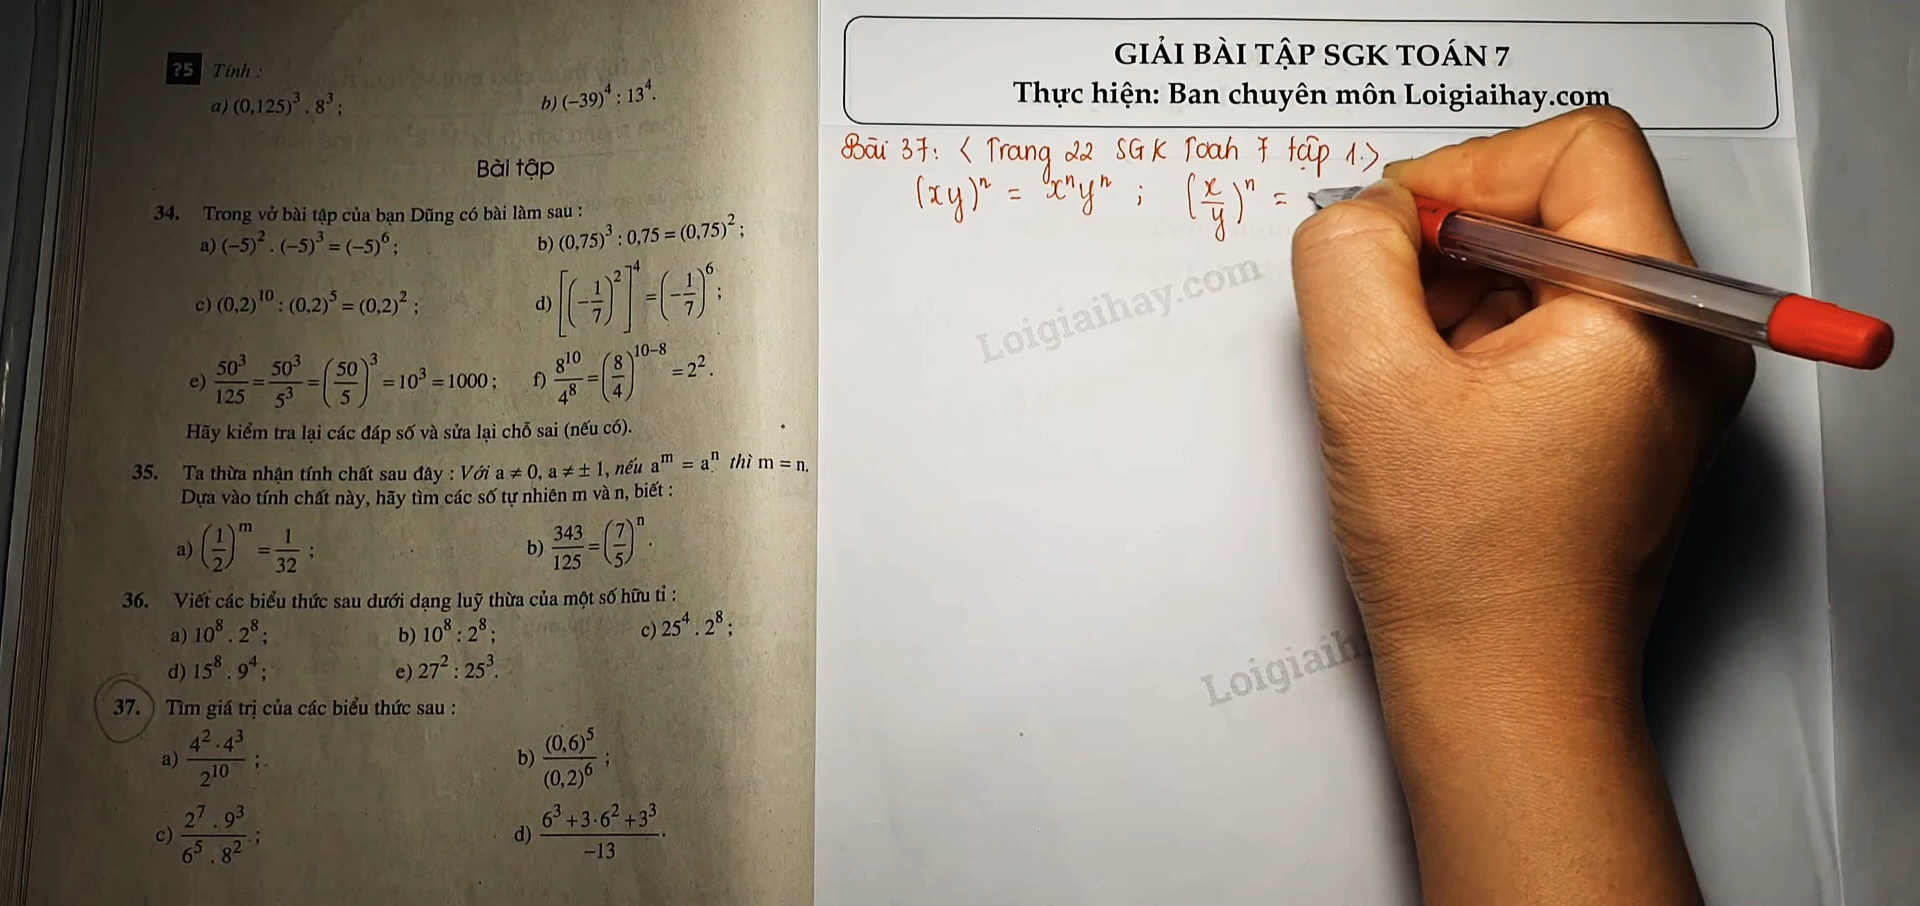 ?5 Tính :
a) (0,125)³ . 8³ ; b) (–39)⁴ : 13⁴.
Bài tập
34. Trong vở bài tập của bạn Dũng có bài làm sau :
a) (–5)² . (–5)³ = (–5)⁶ ; b) (0,75)³ : 0,75 = (0,75)² ;
c) (0,2)¹⁰ : (0,2)⁵ = (0,2)² ; d) [(–1/7)²]⁴ = (–1/7)⁶ ;
e) 50³/125 = 50³/5³ = (50/5)³ = 10³ = 1000 ; f) 8¹⁰/4⁸ = (8/4)¹⁰⁻⁸ = 2² .
Hãy kiểm tra lại các đáp số và sửa lại chỗ sai (nếu có).
35. Ta thừa nhận tính chất sau đây : Với a ≠ 0, a ≠ ± 1, nếu aᵐ = aⁿ thì m = n.
Dựa vào tính chất này, hãy tìm các số tự nhiên m và n, biết :
a) (1/2)ᵐ = 1/32 ; b) 343/125 = (7/5)ⁿ .
36. Viết các biểu thức sau dưới dạng luỹ thừa của một số hữu tỉ :
a) 10⁸ . 2⁸ ; b) 10⁸ : 2⁸ ; c) 25⁴ . 2⁸ ;
d) 15⁸ . 9⁴ ; e) 27² : 25³.
37. Tìm giá trị của các biểu thức sau :
a) 4² . 4³/2¹⁰ ; b) (0,6)⁵/(0,2)⁶ ;
c) 2⁷ . 9³/6⁵ . 8² ; d) 6³ + 3 . 6² + 3³/–13 .
GIẢI BÀI TẬP SGK TOÁN 7
Thực hiện: Ban chuyên môn Loigiaihay.com
Bài 37: < Trang 22 SGK Toán 7 tập 1.>
(xy)ⁿ = xⁿyⁿ ; (x/y)ⁿ =
Loigiaihay.com
Loigiaih